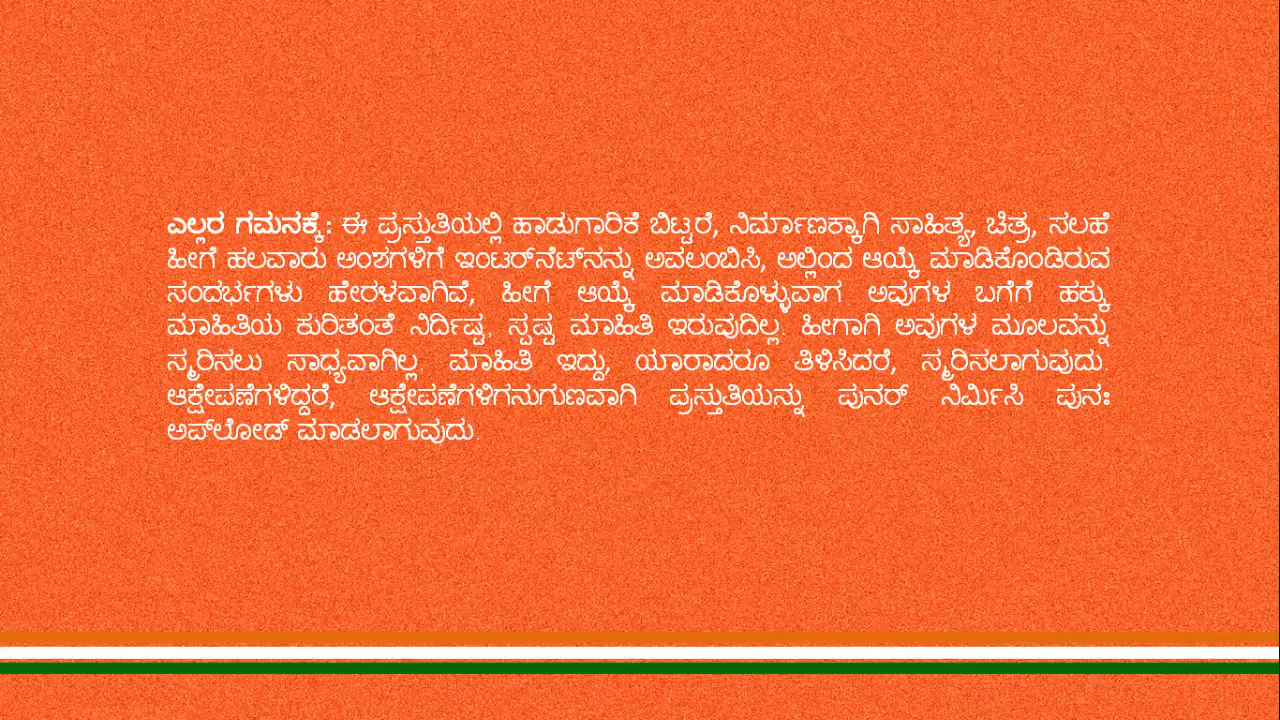 ಎಲ್ಲರ ಗಮನಕ್ಕೆ: ಈ ಪ್ರಸ್ತುತಿಯಲ್ಲಿ ಹಾಡುಗಾರಿಕೆ ಬಿಟ್ಟರೆ, ನಿರ್ಮಾಣಕ್ಕಾಗಿ ಸಾಹಿತ್ಯ, ಚಿತ್ರ, ಸಲಹೆ
ಹೀಗೆ ಹಲವಾರು ಅಂಶಗಳಿಗೆ ಇಂಟರ್‌ನೆಟ್‌ನನ್ನು ಅವಲಂಬಿಸಿ, ಅಲ್ಲಿಂದ ಆಯ್ಕೆ ಮಾಡಿಕೊಂಡಿರುವ
ಸಂದರ್ಭಗಳು ಹೇರಳವಾಗಿವೆ, ಹೀಗೆ ಆಯ್ಕೆ ಮಾಡಿಕೊಳ್ಳುವಾಗ ಅವುಗಳ ಬಗೆಗೆ ಹಕ್ಕು
ಮಾಹಿತಿಯ ಕುರಿತಂತೆ ನಿರ್ದಿಷ್ಟ, ಸ್ಪಷ್ಟ ಮಾಹಿತಿ ಇರುವುದಿಲ್ಲ. ಹೀಗಾಗಿ ಅವುಗಳ ಮೂಲವನ್ನು
ಸ್ಮರಿಸಲು ಸಾಧ್ಯವಾಗಿಲ್ಲ. ಮಾಹಿತಿ ಇದ್ದು, ಯಾರಾದರೂ ತಿಳಿಸಿದರೆ, ಸ್ಮರಿಸಲಾಗುವುದು.
ಆಕ್ಷೇಪಣೆಗಳಿದ್ದರೆ, ಆಕ್ಷೇಪಣೆಗಳಿಗನುಗುಣವಾಗಿ ಪ್ರಸ್ತುತಿಯನ್ನು ಪುನರ್ ನಿರ್ಮಿಸಿ ಪುನಃ
ಅಪ್‌ಲೋಡ್ ಮಾಡಲಾಗುವುದು.